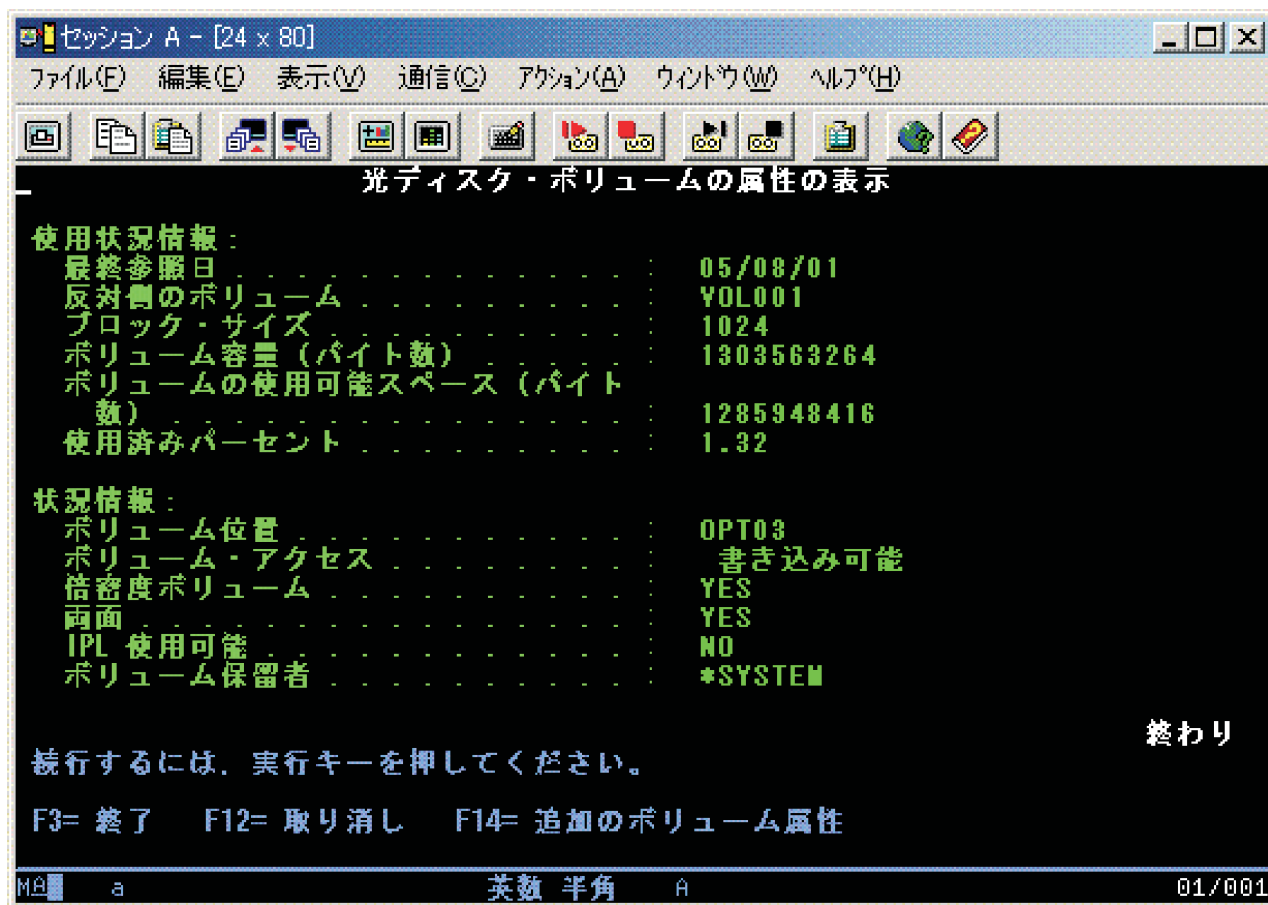 セッション A - [24 x 80]
ファイル(F) 編集(E) 表示(V) 通信(C) アクション(A) ウィンドウ(W) ヘルプ(H)
光ディスク・ボリュームの属性の表示
使用状況情報:
最終参照日 . . . . . . . . . . . . . . : 05/08/01
反対側のボリューム . . . . . . . . . . : VOL001
ブロック・サイズ . . . . . . . . . . . : 1024
ボリューム容量 (バイト数) . . . . . . : 1303563264
ボリュームの使用可能スペース (バイト
数) . . . . . . . . . . . . . . . . . : 1285948416
使用済みパーセント . . . . . . . . . . : 1.32
状況情報:
ボリューム位置 . . . . . . . . . . . . : OPT03
ボリューム・アクセス . . . . . . . . . : 書き込み可能
倍密度ボリューム . . . . . . . . . . . : YES
両面 . . . . . . . . . . . . . . . . . : YES
IPL 使用可能 . . . . . . . . . . . . . : NO
ボリューム保留者 . . . . . . . . . . . : *SYSTEM
終わり
続行するには、実行キーを押してください。
F3= 終了 F12= 取り消し F14= 追加のボリューム属性
MA a 英数 半角 A 01/001